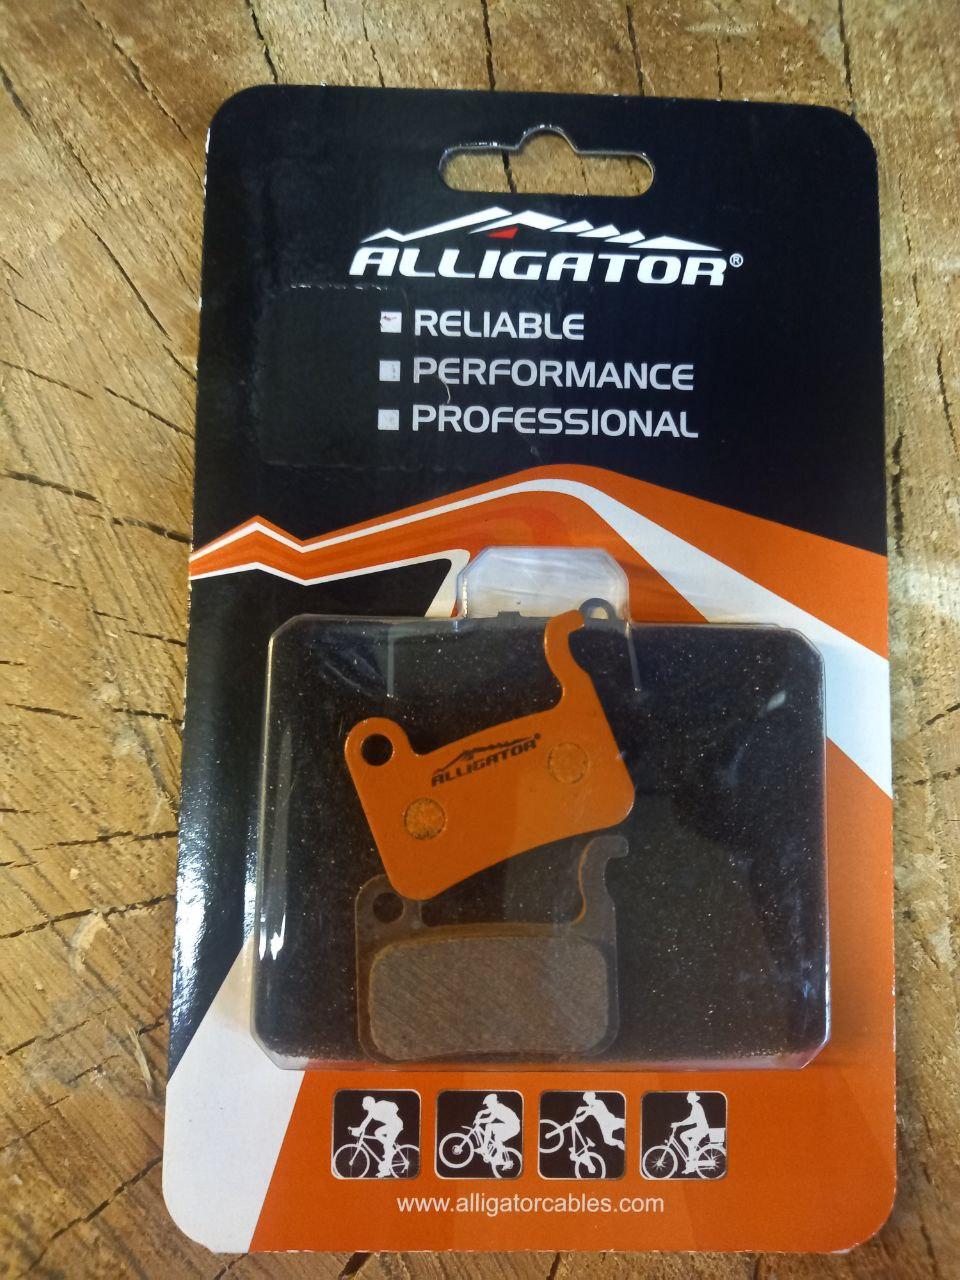 ALLIGATOR®
RELIABLE
PERFORMANCE
PROFESSIONAL
ALLIGATOR®
www.alligatorcables.com